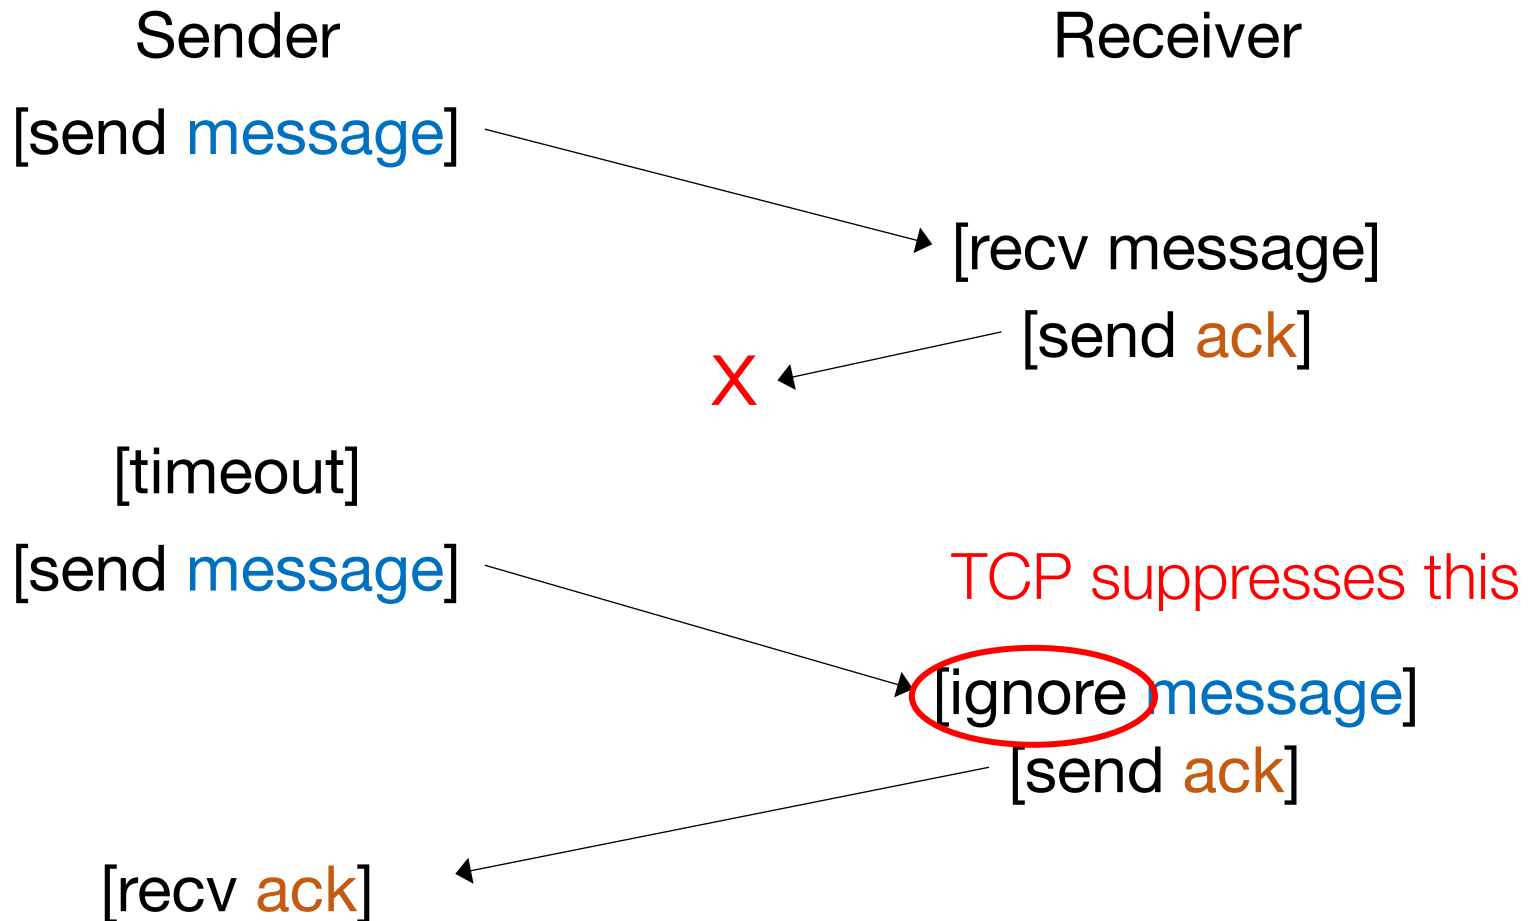 Sender
Receiver
[send message]
[recv message]
[send ack]
X
[timeout]
[send message]
TCP suppresses this
[ignore message]
[send ack]
[recv ack]